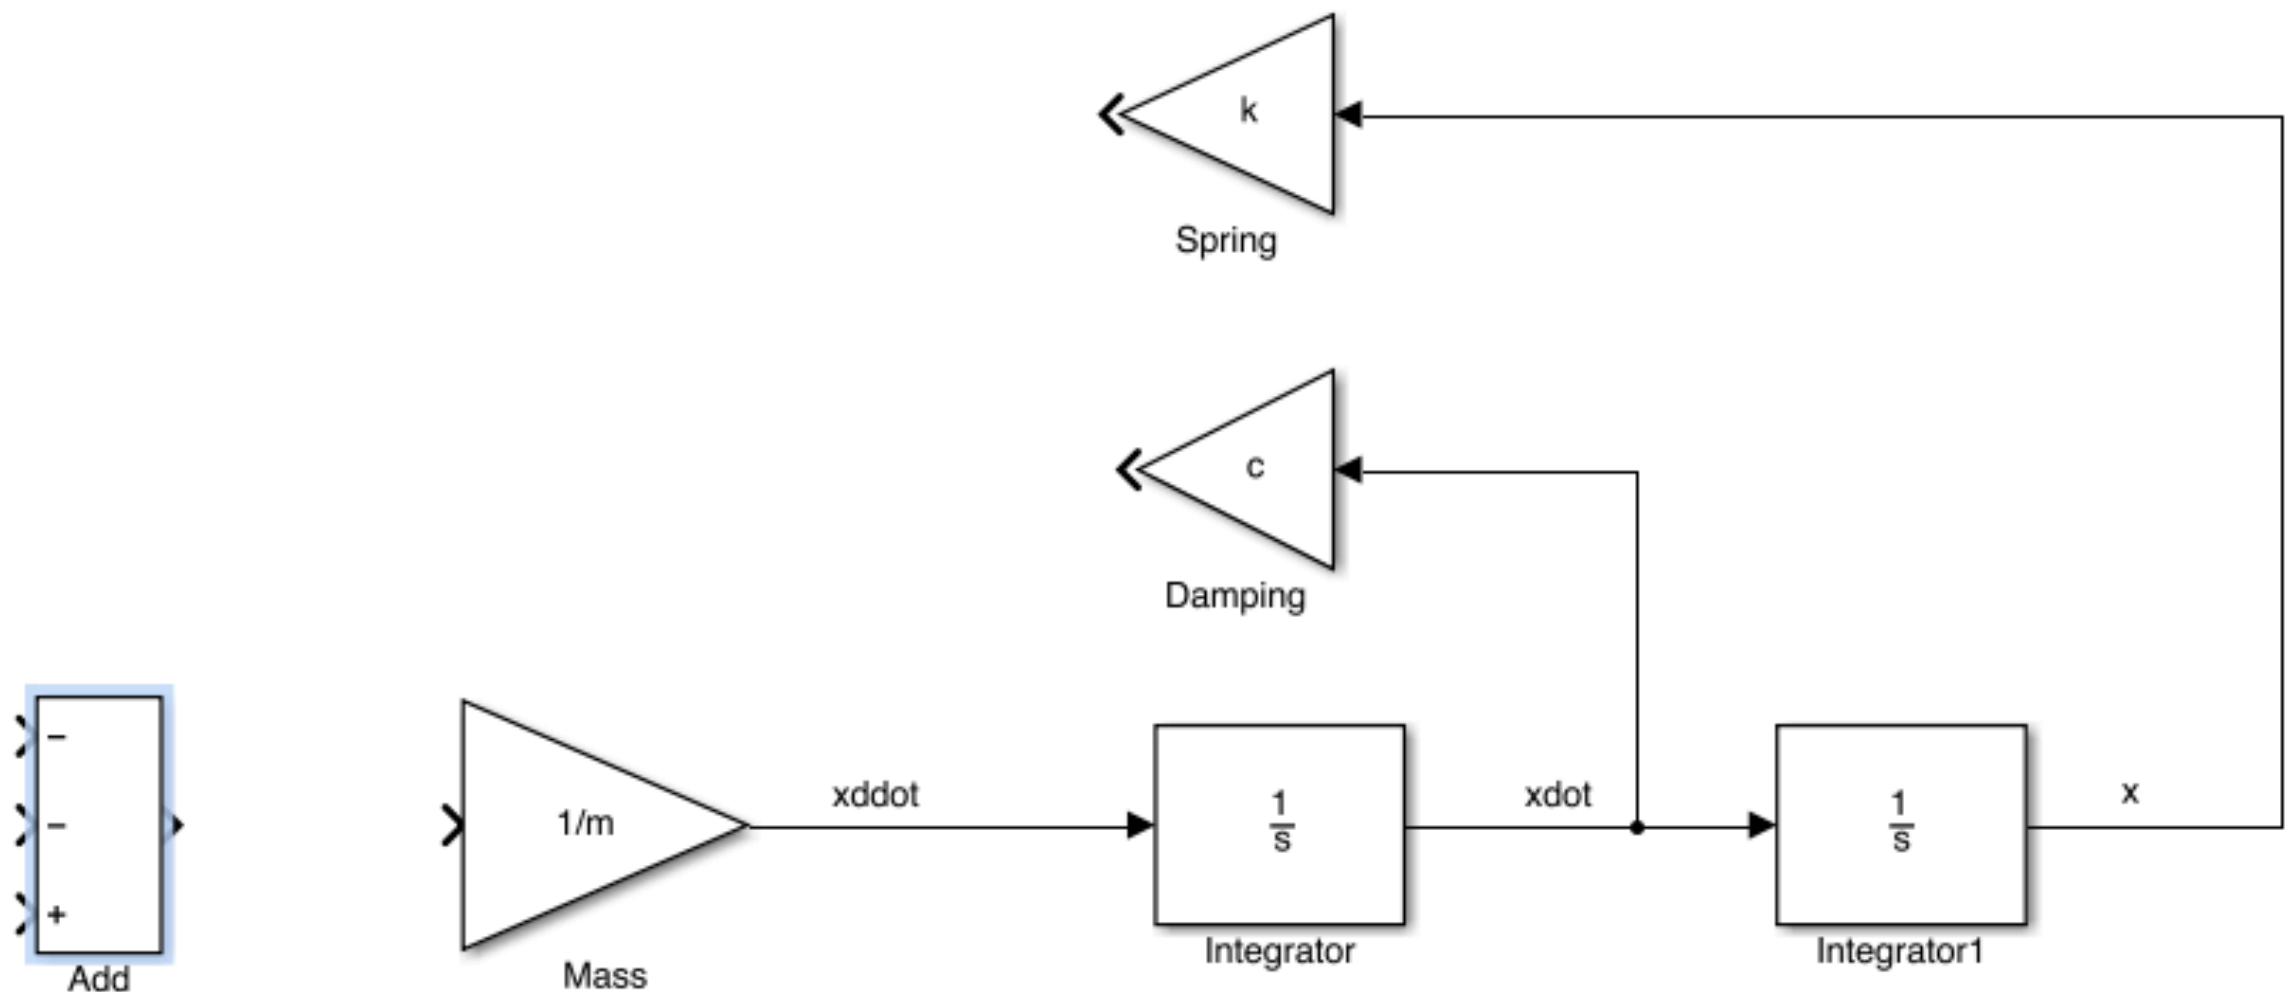 k
Spring
c
Damping
−
−
+
Add
1/m
Mass
xddot
1
s
Integrator
xdot
1
s
Integrator1
x